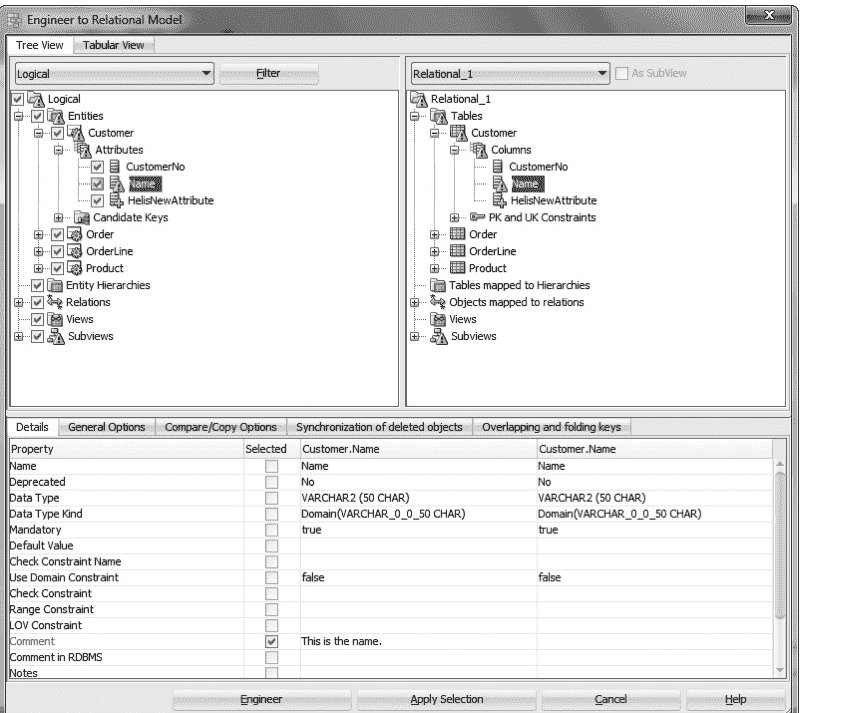 Engineer to Relational Model
Tree View Tabular View
Logical Filter Relational_1 As SubView
Logical Relational_1
Entities Tables
Customer Customer
Attributes Columns
CustomerNo CustomerNo
Name Name
HelisNewAttribute HelisNewAttribute
Candidate Keys PK and UK Constraints
Order Order
OrderLine OrderLine
Product Product
Entity Hierarchies Tables mapped to Hierarchies
Relations Objects mapped to relations
Views Views
Subviews Subviews
Details General Options Compare/Copy Options Synchronization of deleted objects Overlapping and folding keys
Property Selected Customer.Name Customer.Name
Name Name Name
Deprecated No No
Data Type VARCHAR2 (50 CHAR) VARCHAR2 (50 CHAR)
Data Type Kind Domain(VARCHAR_0_0_50 CHAR) Domain(VARCHAR_0_0_50 CHAR)
Mandatory true true
Default Value
Check Constraint Name
Use Domain Constraint false false
Check Constraint
Range Constraint
LOV Constraint
Comment This is the name.
Comment in RDBMS
Notes
Engineer Apply Selection Cancel Help